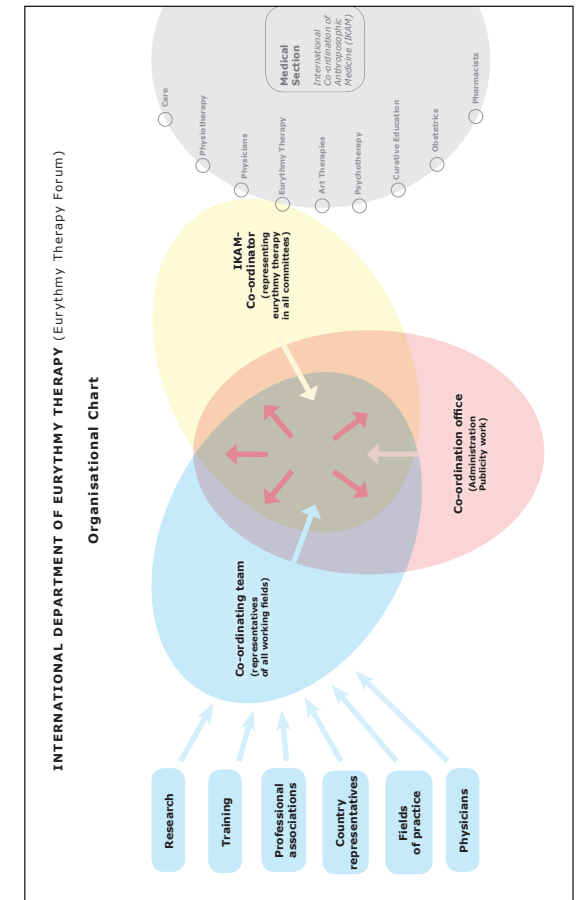 INTERNATIONAL DEPARTMENT OF EURYTHMY THERAPY (Eurythmy Therapy Forum)
Organisational Chart
Research
Training
Professional
associations
Country
representatives
Fields
of practice
Physicians
Co-ordinating team
(representatives
of all working fields)
IKAM-
Co-ordinator
(representing
eurythmy therapy
in all committees)
Co-ordination office
(Administration
Publicity work)
Care
Physiotherapy
Physicians
Eurythmy Therapy
Art Therapies
Psychotherapy
Curative Education
Obstetrics
Pharmacists
Medical
Section
International
Co-ordination of
Anthroposophic
Medicine (IKAM)